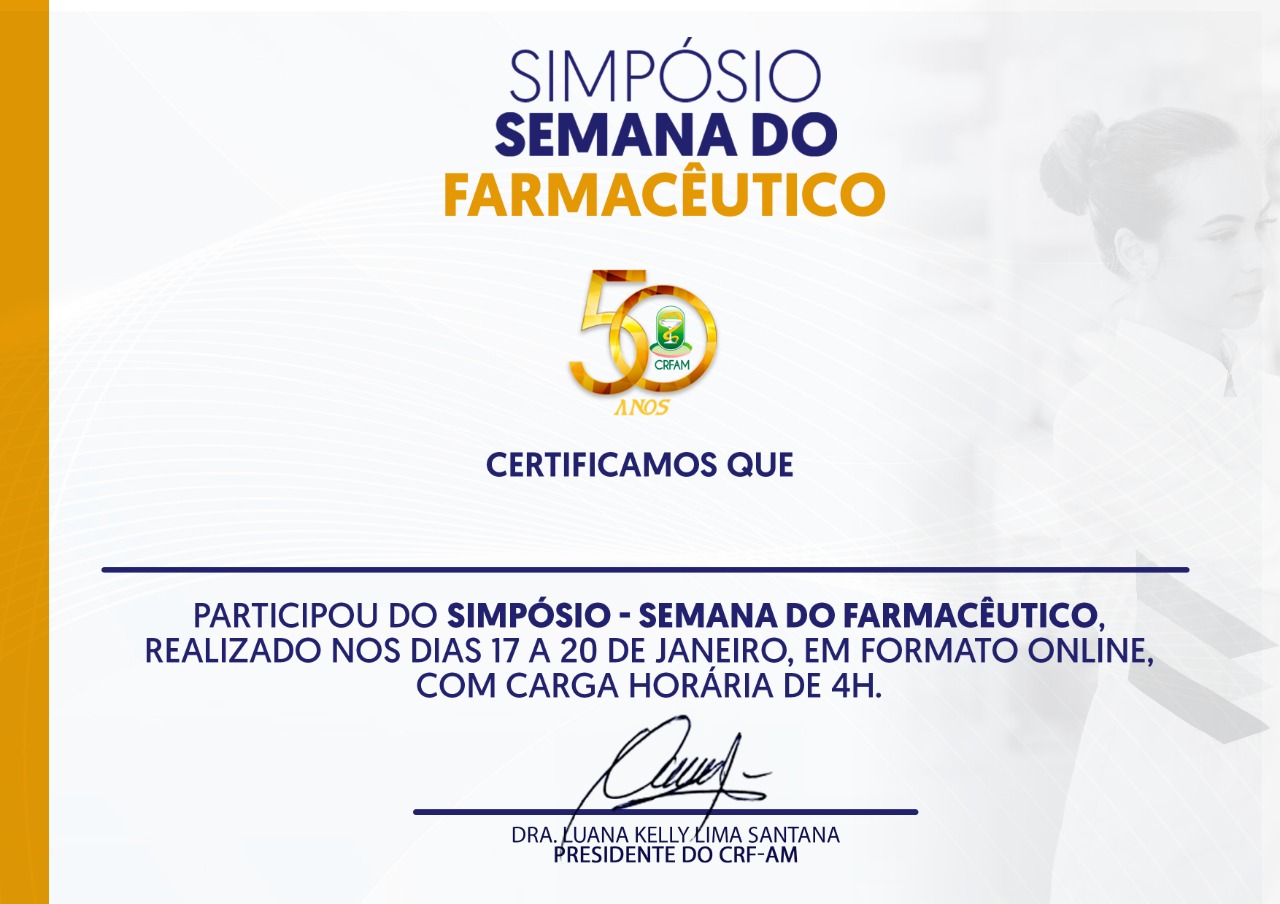 SIMPÓSIO
SEMANA DO
FARMACÊUTICO
50
CRFAM
ANOS
CERTIFICAMOS QUE
PARTICIPOU DO SIMPÓSIO - SEMANA DO FARMACÊUTICO,
REALIZADO NOS DIAS 17 A 20 DE JANEIRO, EM FORMATO ONLINE,
COM CARGA HORÁRIA DE 4H.
DRA. LUANA KELLY LIMA SANTANA
PRESIDENTE DO CRF-AM